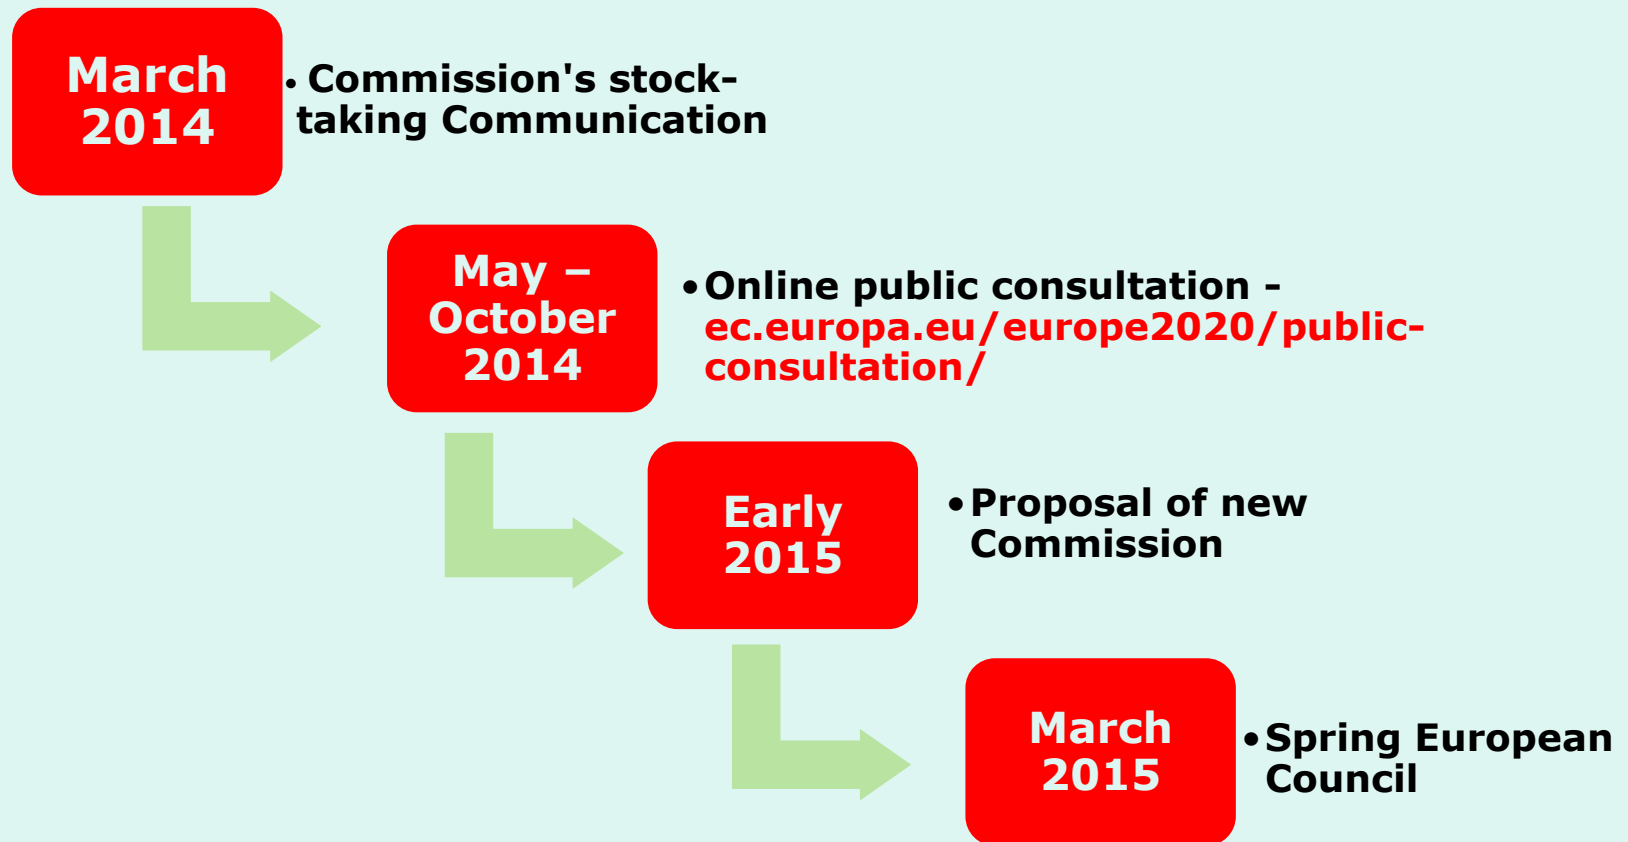 March
2014
• Commission's stock-
taking Communication
May –
October
2014
• Online public consultation -
ec.europa.eu/europe2020/public-
consultation/
Early
2015
• Proposal of new
Commission
March
2015
• Spring European
Council